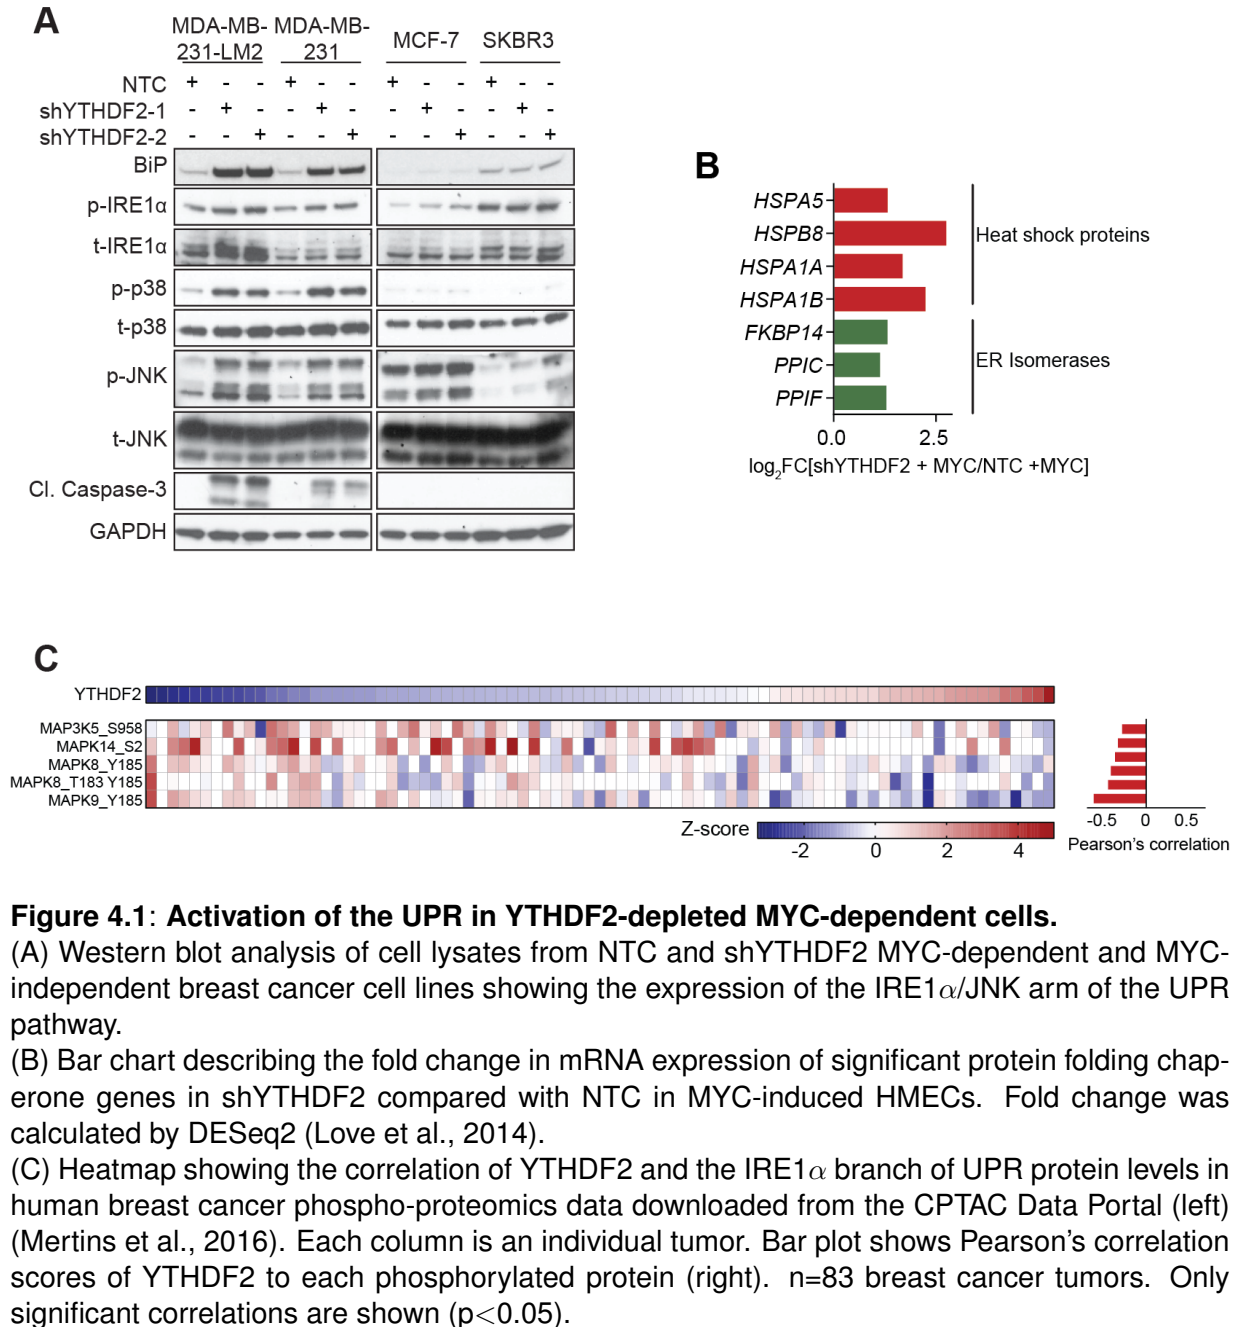 A
MDA-MB-231-LM2 MDA-MB-231 MCF-7 SKBR3
NTC + - - + - - + - - + - -
shYTHDF2-1 - + - - + - - + - - + -
shYTHDF2-2 - - + - - + - - + - - +
BiP
p-IRE1α
t-IRE1α
p-p38
t-p38
p-JNK
t-JNK
Cl. Caspase-3
GAPDH
B
HSPA5
HSPB8
HSPA1A
HSPA1B
Heat shock proteins
FKBP14
PPIC
PPIF
ER Isomerases
0.0 2.5
log₂FC[shYTHDF2 + MYC/NTC +MYC]
C
YTHDF2
MAP3K5_S958
MAPK14_S2
MAPK8_Y185
MAPK8_T183 Y185
MAPK9_Y185
Z-score
-2 0 2 4
-0.5 0 0.5
Pearson's correlation
Figure 4.1: Activation of the UPR in YTHDF2-depleted MYC-dependent cells.
(A) Western blot analysis of cell lysates from NTC and shYTHDF2 MYC-dependent and MYC-
independent breast cancer cell lines showing the expression of the IRE1α/JNK arm of the UPR
pathway.
(B) Bar chart describing the fold change in mRNA expression of significant protein folding chap-
erone genes in shYTHDF2 compared with NTC in MYC-induced HMECs. Fold change was
calculated by DESeq2 (Love et al., 2014).
(C) Heatmap showing the correlation of YTHDF2 and the IRE1α branch of UPR protein levels in
human breast cancer phospho-proteomics data downloaded from the CPTAC Data Portal (left)
(Mertins et al., 2016). Each column is an individual tumor. Bar plot shows Pearson's correlation
scores of YTHDF2 to each phosphorylated protein (right). n=83 breast cancer tumors. Only
significant correlations are shown (p<0.05).